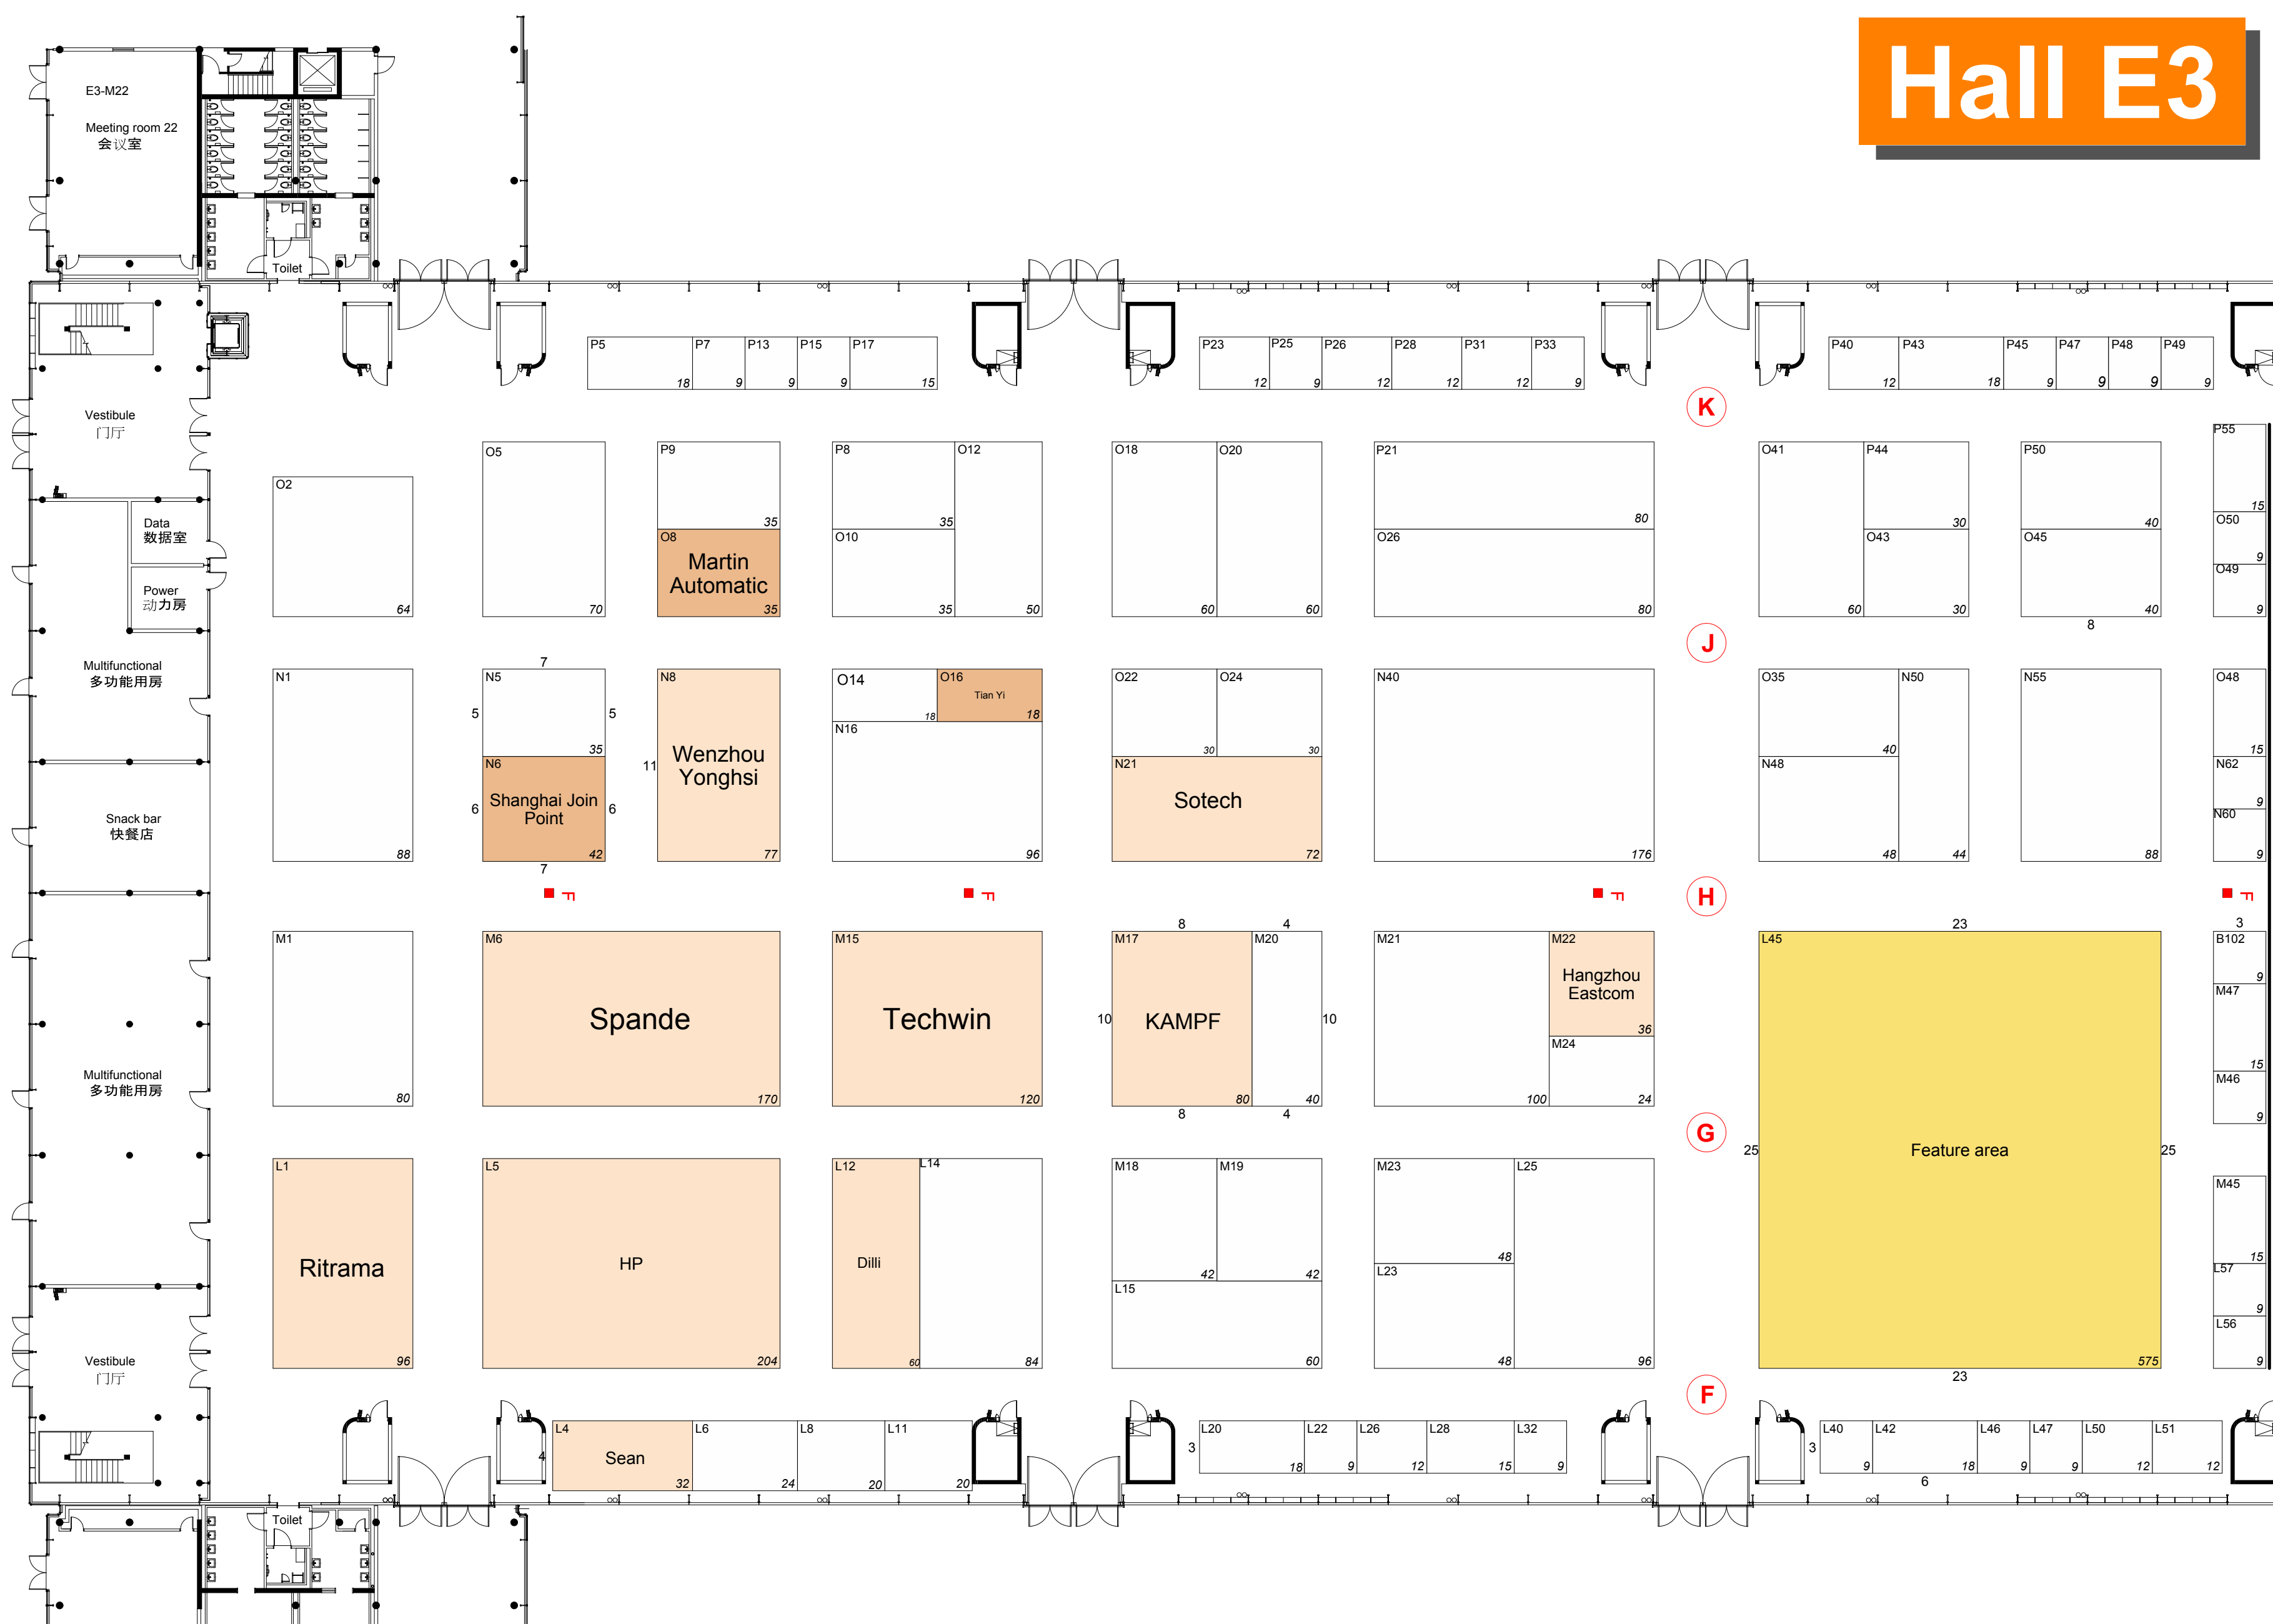 Hall E3
E3-M22
Meeting room 22
会议室
Toilet
Vestibule
门厅
P5
18
P7
9
P13
9
P15
9
P17
15
P23
12
P25
9
P26
12
P28
12
P31
12
P33
9
P40
12
P43
18
P45
9
P47
9
P48
9
P49
9
K
Data
数据室
Power
动力房
O2
64
O5
70
P9
35
O8
Martin
Automatic
35
P8
35
O10
35
O12
50
O18
60
O20
60
P21
80
O26
80
O41
60
P44
30
O43
30
P50
40
O45
40
8
P55
15
O50
9
O49
9
J
Multifunctional
多功能用房
Snack bar
快餐店
N1
88
7
N5
5
5
35
N6
Shanghai Join
Point
6
6
42
7
N8
11
Wenzhou
Yonghsi
77
O14
18
O16
Tian Yi
18
N16
96
O22
30
O24
30
N21
Sotech
72
N40
176
O35
40
N48
48
N50
44
N55
88
O48
15
N62
9
N60
9
F
F
F
F
H
Multifunctional
多功能用房
M1
80
M6
Spande
170
M15
Techwin
120
8
4
M17
10
KAMPF
80
8
M20
10
40
4
M21
100
M22
Hangzhou
Eastcom
36
M24
24
23
L45
25
Feature area
25
575
23
3
B102
9
M47
15
M46
9
G
L1
Ritrama
96
L5
HP
204
L12
Dilli
60
L14
84
M18
42
M19
42
L15
60
M23
48
L23
48
L25
96
M45
15
L57
9
L56
9
F
Vestibule
门厅
L4
4
Sean
32
L6
24
L8
20
L11
20
L20
3
18
L22
9
L26
12
L28
15
L32
9
L40
3
9
L42
18
6
L46
9
L47
9
L50
12
L51
12
Toilet